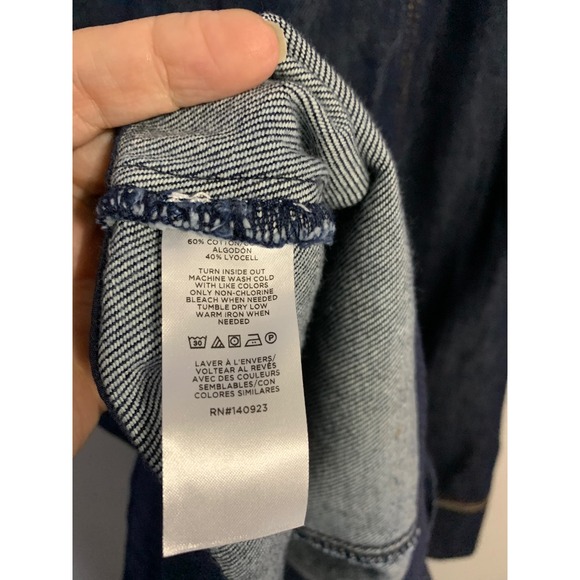 60% COTTON/
ALGODÓN
40% LYOCELL
TURN INSIDE OUT
MACHINE WASH COLD
WITH LIKE COLORS
ONLY NON-CHLORINE
BLEACH WHEN NEEDED
TUMBLE DRY LOW
WARM IRON WHEN
NEEDED
30 P
LAVER À L'ENVERS/
VOLTEAR AL REVÉS
AVEC DES COULEURS
SEMBLABLES/CON
COLORES SIMILARES
RN#140923